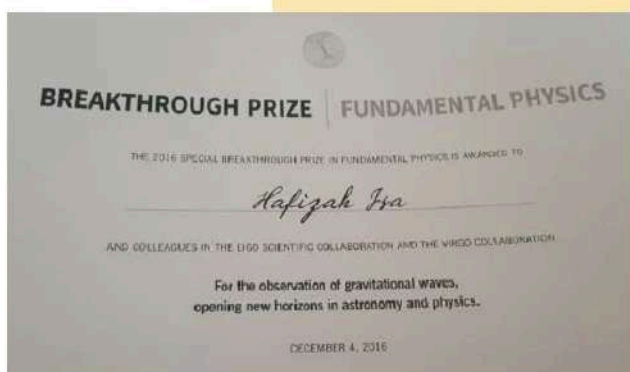 BREAKTHROUGH PRIZE | FUNDAMENTAL PHYSICS
THE 2016 SPECIAL BREAKTHROUGH PRIZE IN FUNDAMENTAL PHYSICS IS AWARDED TO
Hafizah Isa
AND COLLEAGUES IN THE LIGO SCIENTIFIC COLLABORATION AND THE VIRGO COLLABORATION
For the observation of gravitational waves,
opening new horizons in astronomy and physics.
DECEMBER 4, 2016